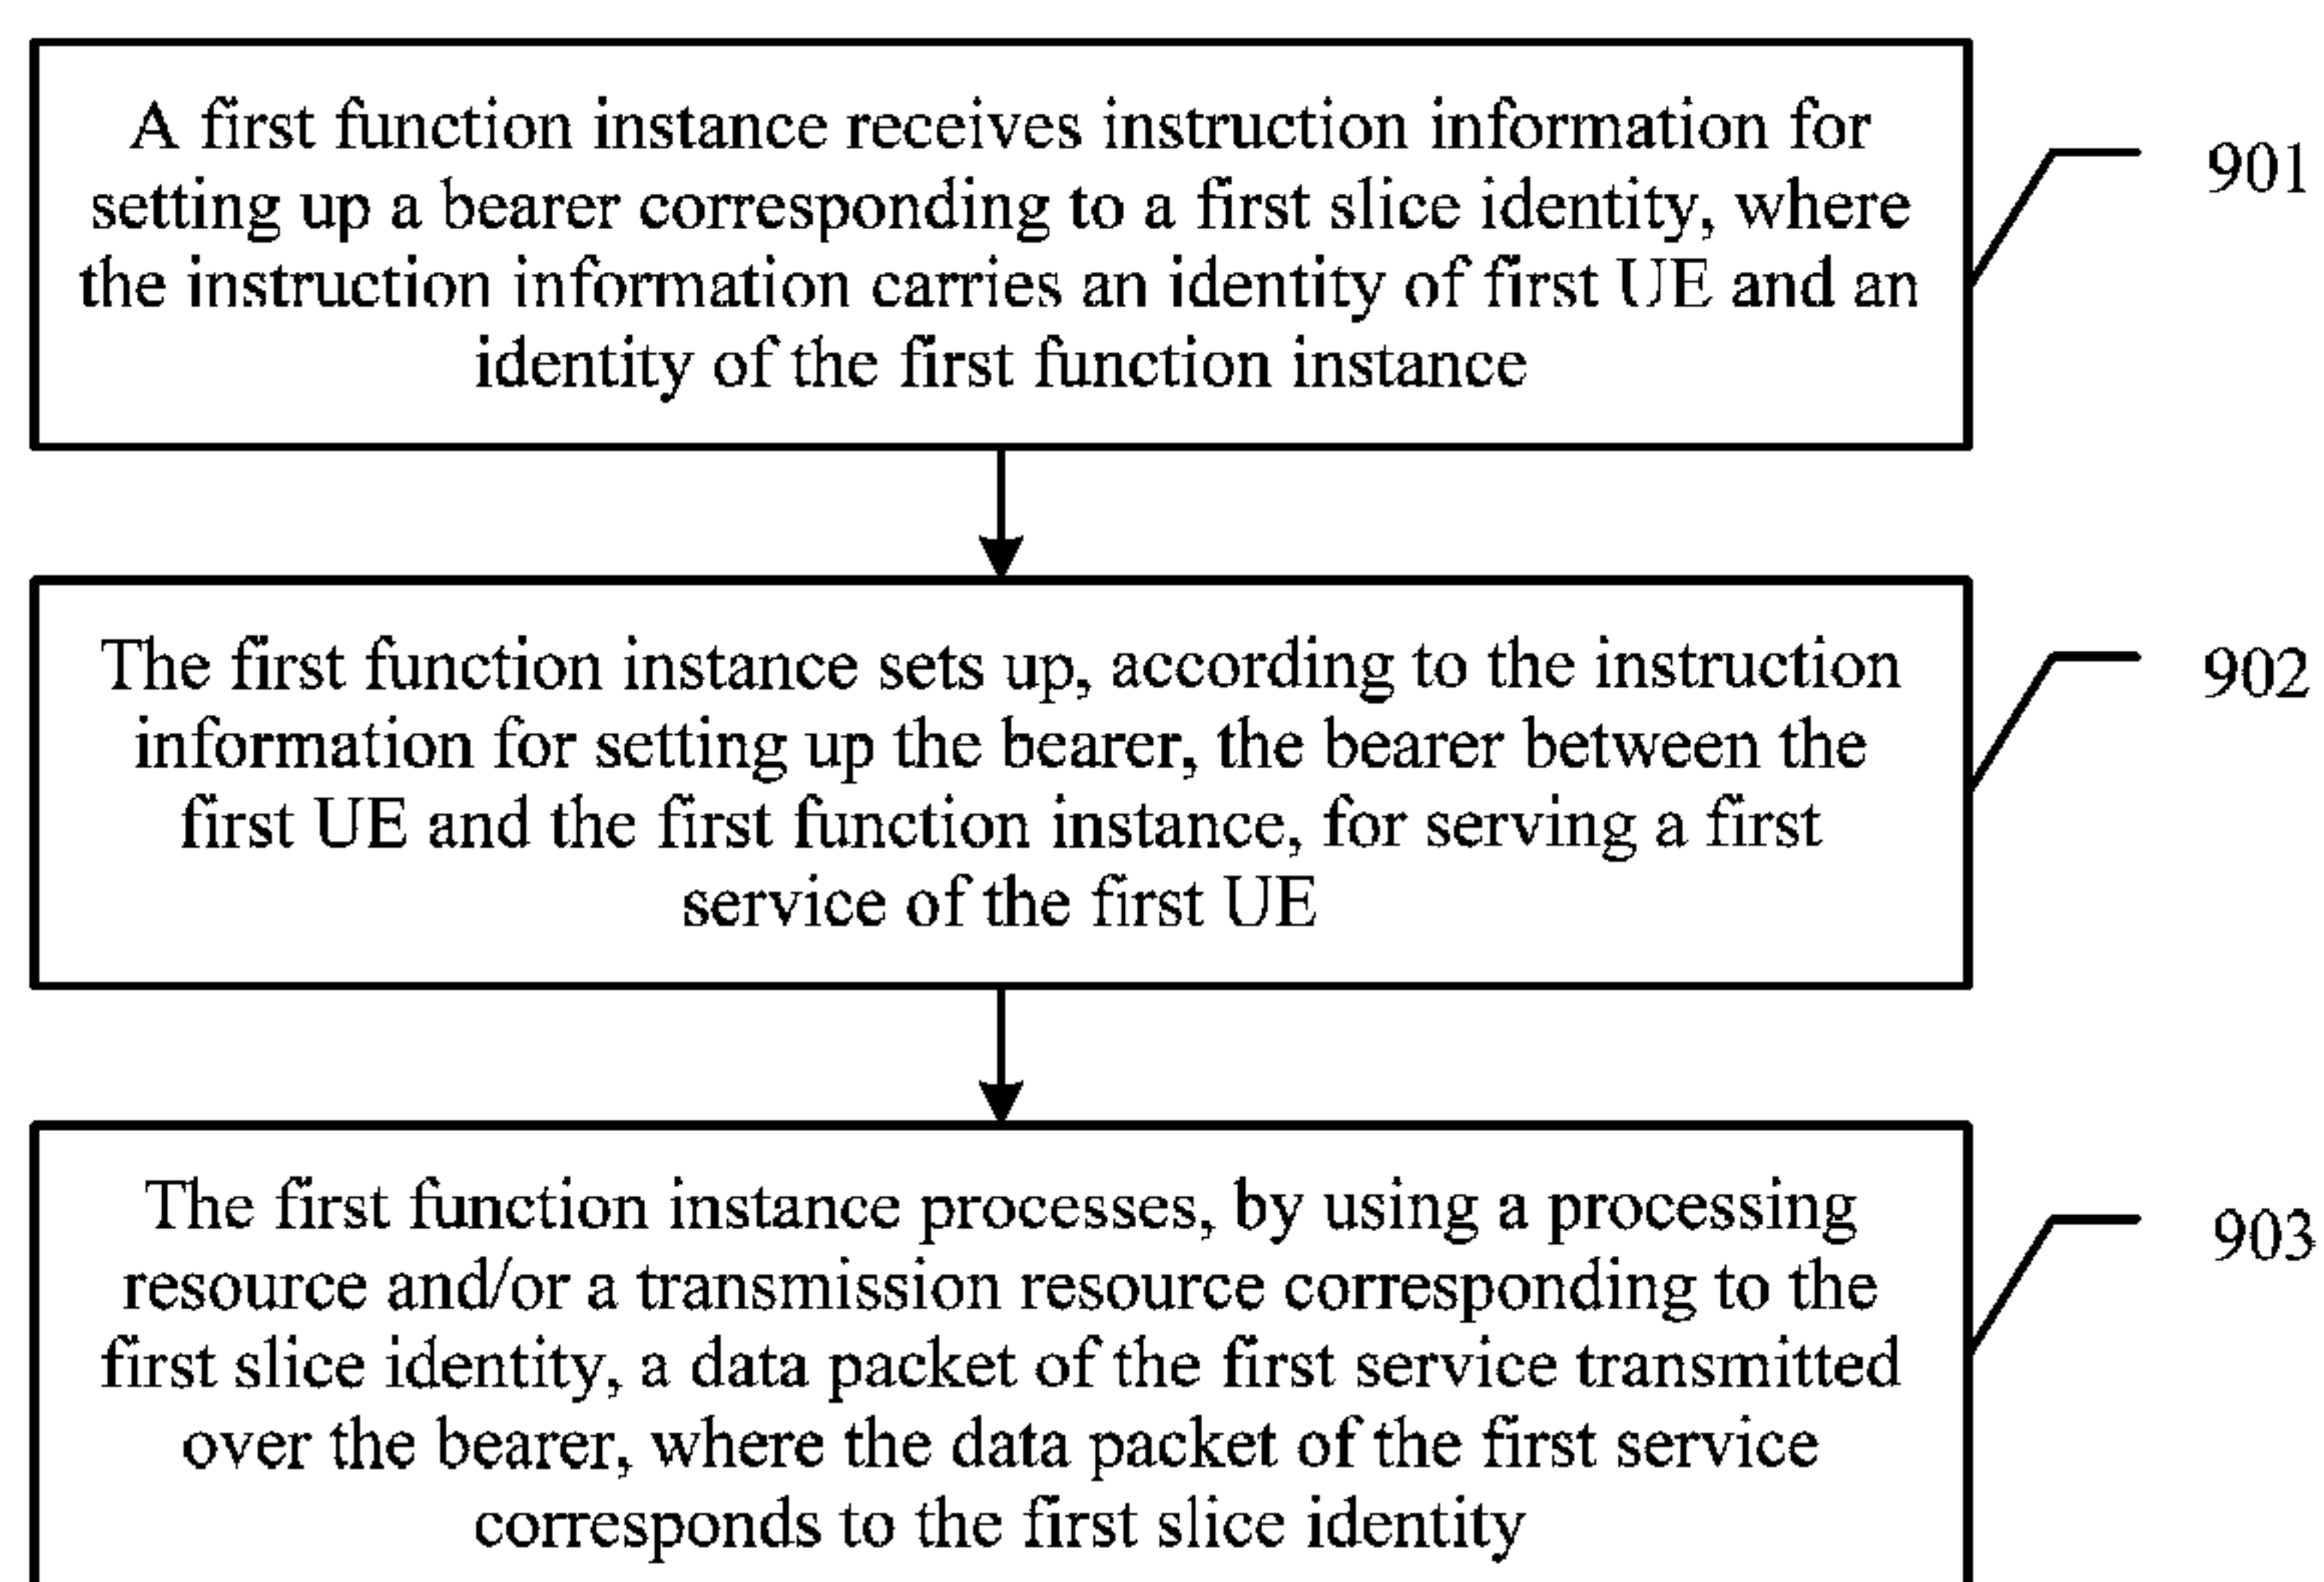 A first function instance receives instruction information for
setting up a bearer corresponding to a first slice identity, where
the instruction information carries an identity of first UE and an
identity of the first function instance
901
The first function instance sets up, according to the instruction
information for setting up the bearer, the bearer between the
first UE and the first function instance, for serving a first
service of the first UE
902
The first function instance processes, by using a processing
resource and/or a transmission resource corresponding to the
first slice identity, a data packet of the first service transmitted
over the bearer, where the data packet of the first service
corresponds to the first slice identity
903